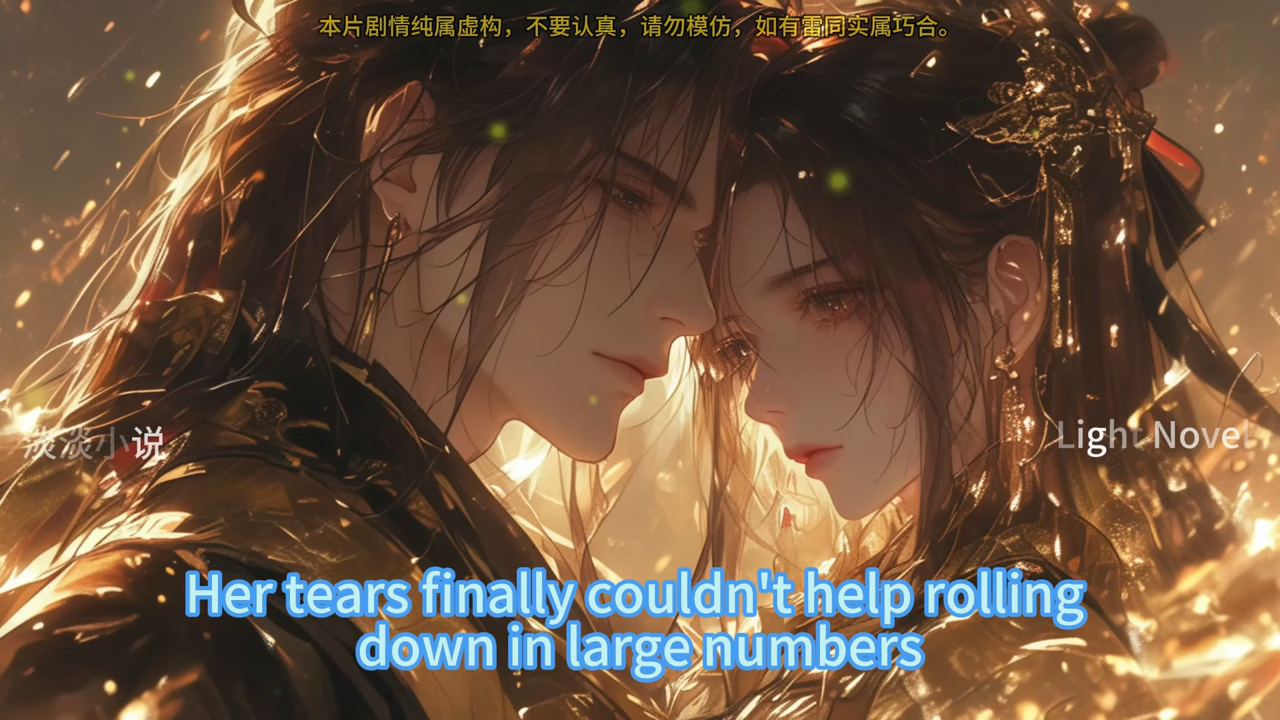 本片剧情纯属虚构，不要认真，请勿模仿，如有雷同实属巧合。
淡淡小说
Light Novel
Her tears finally couldn't help rolling
down in large numbers